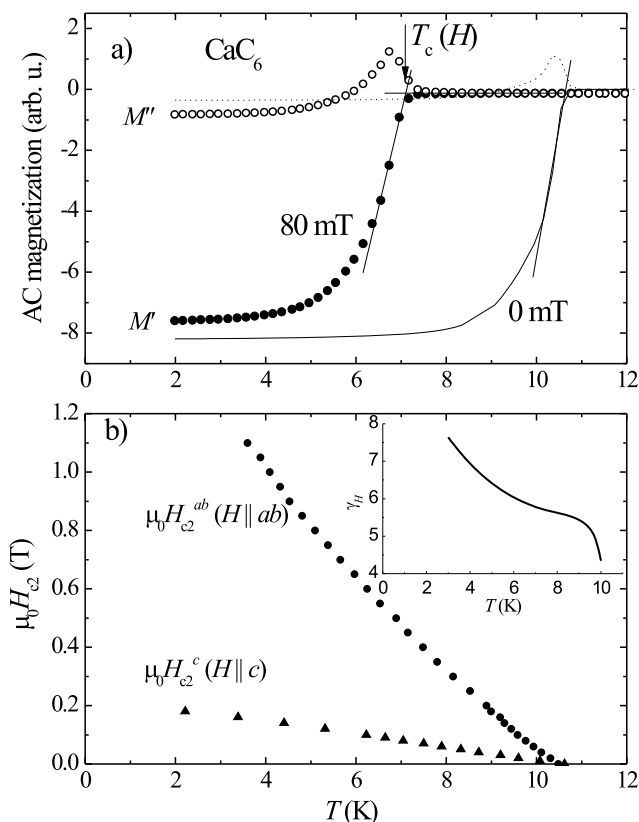 a)
CaC6
Tc (H)
M''
80 mT
M'
0 mT
AC magnetization (arb. u.)
2
0
-2
-4
-6
-8
0 2 4 6 8 10 12
b)
μ0Hc2ab (H || ab)
μ0Hc2c (H || c)
μ0Hc2 (T)
1.2
1.0
0.8
0.6
0.4
0.2
0.0
0 2 4 6 8 10 12
T (K)
γH
8
7
6
5
4
0 2 4 6 8 10
T (K)